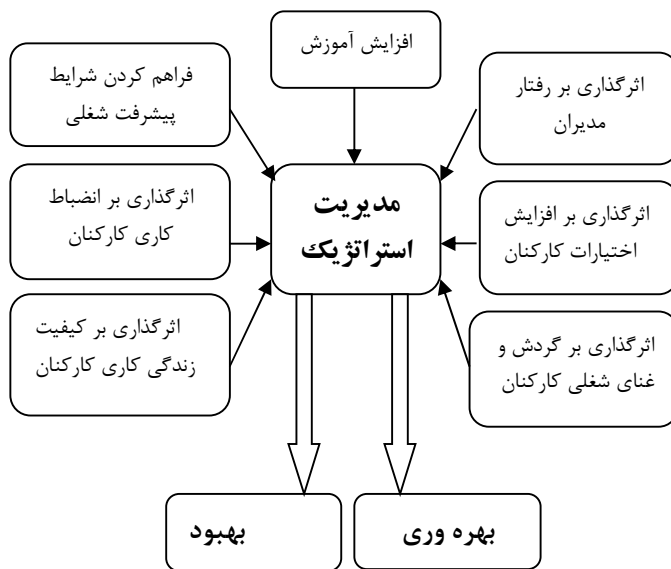 افزایش آموزش
فراهم کردن شرایط
پیشرفت شغلی
اثرگذاری بر رفتار
مدیران
مدیریت
استراتژیک
اثرگذاری بر انضباط
کاری کارکنان
اثرگذاری بر افزایش
اختیارات کارکنان
اثرگذاری بر کیفیت
زندگی کاری کارکنان
اثرگذاری بر گردش و
غنای شغلی کارکنان
بهره وری
بهبود